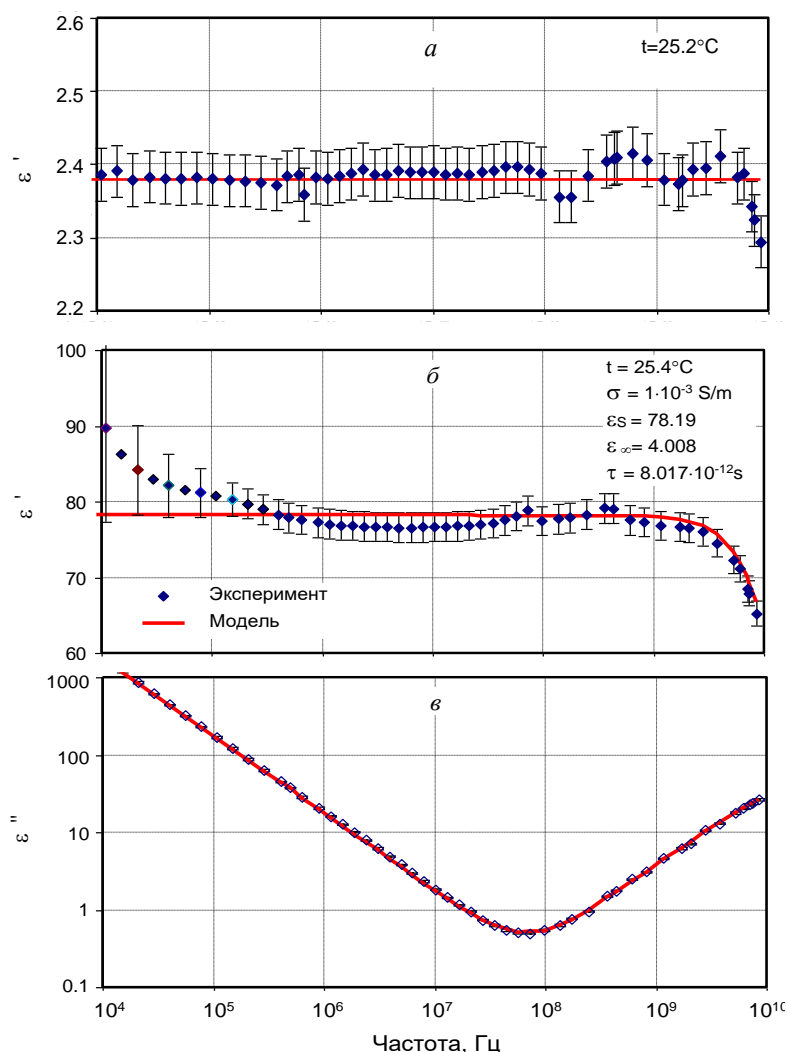 2.6
а
t=25.2°C
2.5
2.4
ε '
2.3
2.2
100
б
t = 25.4°C
σ = 1·10⁻³ S/m
90
εs = 78.19
ε ∞= 4.008
τ = 8.017·10⁻¹²s
ε '
80
70
Эксперимент
Модель
60
1000
в
100
ε "
10
1
0.1
10⁴ 10⁵ 10⁶ 10⁷ 10⁸ 10⁹ 10¹⁰
Частота, Гц